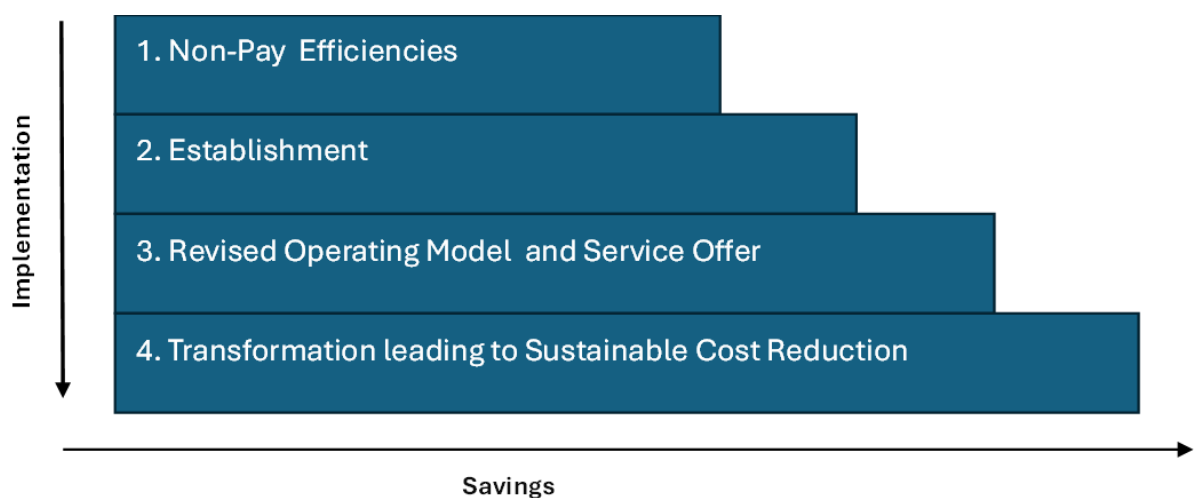 1. Non-Pay  Efficiencies
2. Establishment
3. Revised Operating Model  and Service Offer
4. Transformation leading to Sustainable Cost Reduction
Implementation
Savings